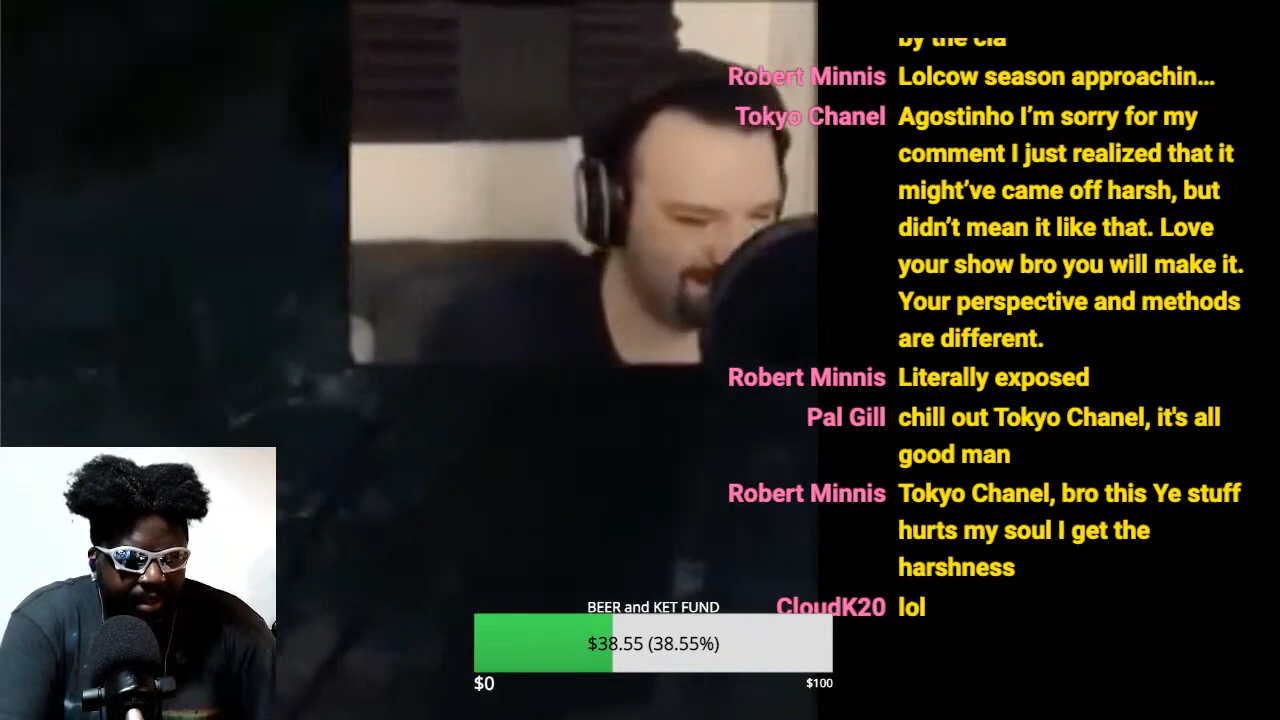 by the cia
Robert Minnis Lolcow season approachin…
Tokyo Chanel Agostinho I’m sorry for my
comment I just realized that it
might’ve came off harsh, but
didn’t mean it like that. Love
your show bro you will make it.
Your perspective and methods
are different.
Robert Minnis Literally exposed
Pal Gill chill out Tokyo Chanel, it's all
good man
Robert Minnis Tokyo Chanel, bro this Ye stuff
hurts my soul I get the
harshness
CloudK20 lol
BEER and KET FUND
$38.55 (38.55%)
$0 $100